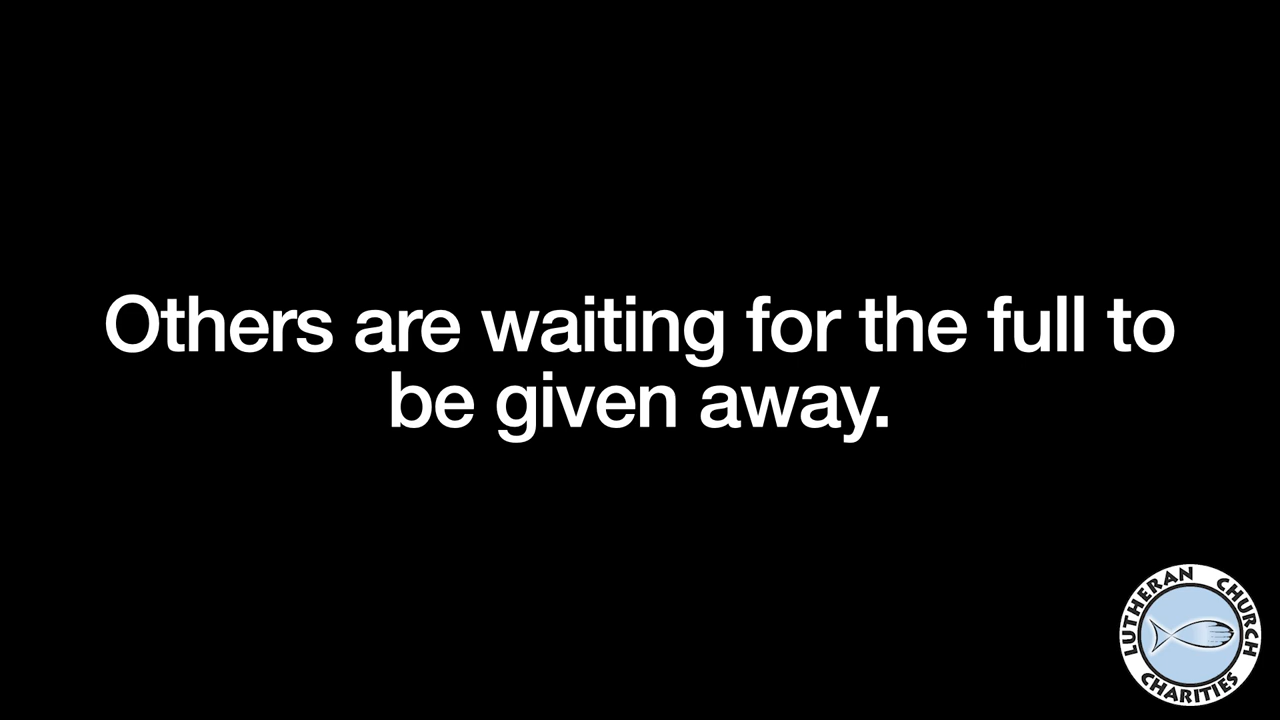 Others are waiting for the full to
be given away.
LUTHERAN CHURCH
CHARITIES